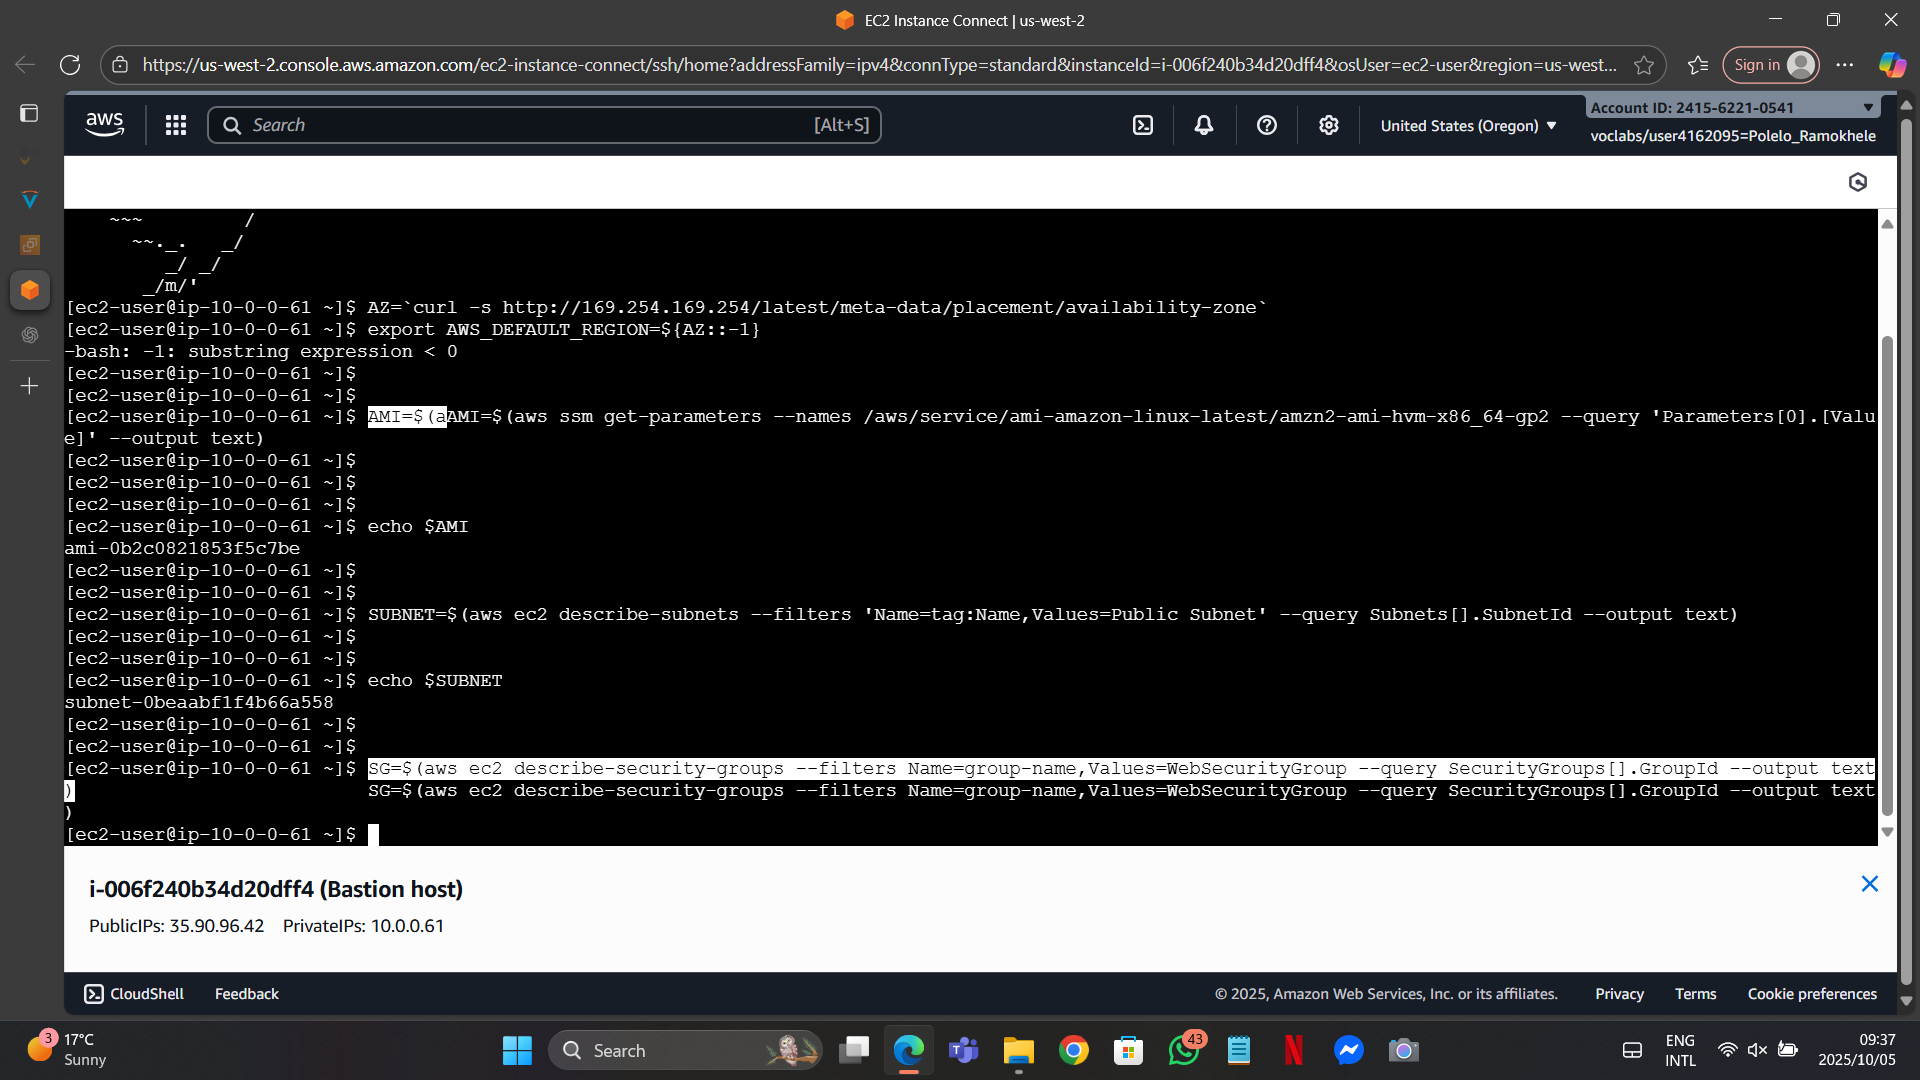 EC2 Instance Connect | us-west-2
https://us-west-2.console.aws.amazon.com/ec2-instance-connect/ssh/home?addressFamily=ipv4&connType=standard&instanceId=i-006f240b34d20dff4&osUser=ec2-user&region=us-west...
Sign in
aws
Search
[Alt+S]
United States (Oregon)
Account ID: 2415-6221-0541
voclabs/user4162095=Polelo_Ramokhele
~~~         /
~~._.   _/
_/ _/
_/m/'
[ec2-user@ip-10-0-0-61 ~]$ AZ=`curl -s http://169.254.169.254/latest/meta-data/placement/availability-zone`
[ec2-user@ip-10-0-0-61 ~]$ export AWS_DEFAULT_REGION=${AZ::-1}
-bash: -1: substring expression < 0
[ec2-user@ip-10-0-0-61 ~]$
[ec2-user@ip-10-0-0-61 ~]$
[ec2-user@ip-10-0-0-61 ~]$ AMI=$(aAMI=$(aws ssm get-parameters --names /aws/service/ami-amazon-linux-latest/amzn2-ami-hvm-x86_64-gp2 --query 'Parameters[0].[Valu
e]' --output text)
[ec2-user@ip-10-0-0-61 ~]$
[ec2-user@ip-10-0-0-61 ~]$
[ec2-user@ip-10-0-0-61 ~]$
[ec2-user@ip-10-0-0-61 ~]$ echo $AMI
ami-0b2c0821853f5c7be
[ec2-user@ip-10-0-0-61 ~]$
[ec2-user@ip-10-0-0-61 ~]$
[ec2-user@ip-10-0-0-61 ~]$ SUBNET=$(aws ec2 describe-subnets --filters 'Name=tag:Name,Values=Public Subnet' --query Subnets[].SubnetId --output text)
[ec2-user@ip-10-0-0-61 ~]$
[ec2-user@ip-10-0-0-61 ~]$
[ec2-user@ip-10-0-0-61 ~]$ echo $SUBNET
subnet-0beaabf1f4b66a558
[ec2-user@ip-10-0-0-61 ~]$
[ec2-user@ip-10-0-0-61 ~]$
[ec2-user@ip-10-0-0-61 ~]$ SG=$(aws ec2 describe-security-groups --filters Name=group-name,Values=WebSecurityGroup --query SecurityGroups[].GroupId --output text
)                          SG=$(aws ec2 describe-security-groups --filters Name=group-name,Values=WebSecurityGroup --query SecurityGroups[].GroupId --output text
)
[ec2-user@ip-10-0-0-61 ~]$
i-006f240b34d20dff4 (Bastion host)
PublicIPs: 35.90.96.42    PrivateIPs: 10.0.0.61
CloudShell
Feedback
© 2025, Amazon Web Services, Inc. or its affiliates.
Privacy
Terms
Cookie preferences
3
17°C
Sunny
Search
43
ENG
INTL
09:37
2025/10/05